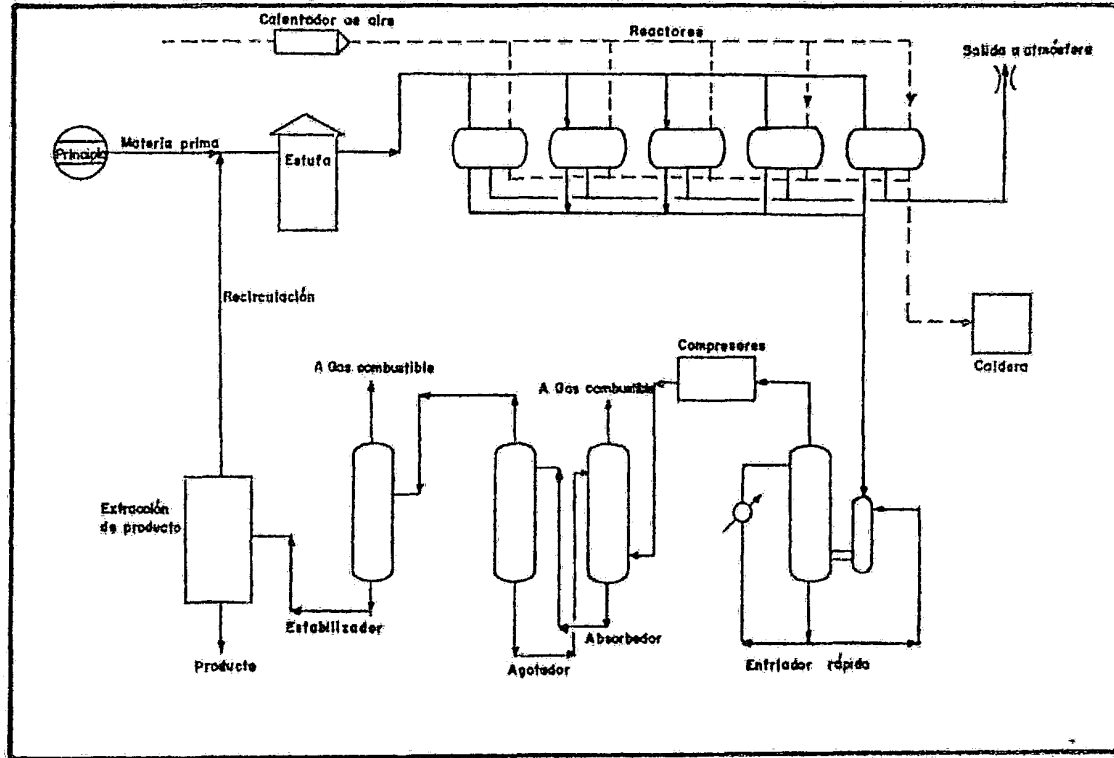 Calentador de aire
Reactores
Salida a atmósfera
Principio
Materia prima
Estufa
Recirculación
Compresores
Caldera
A Gas combustible
A Gas combustible
Extracción
de producto
Estabilizador
Absorbedor
Producto
Agotador
Enfriador rápido